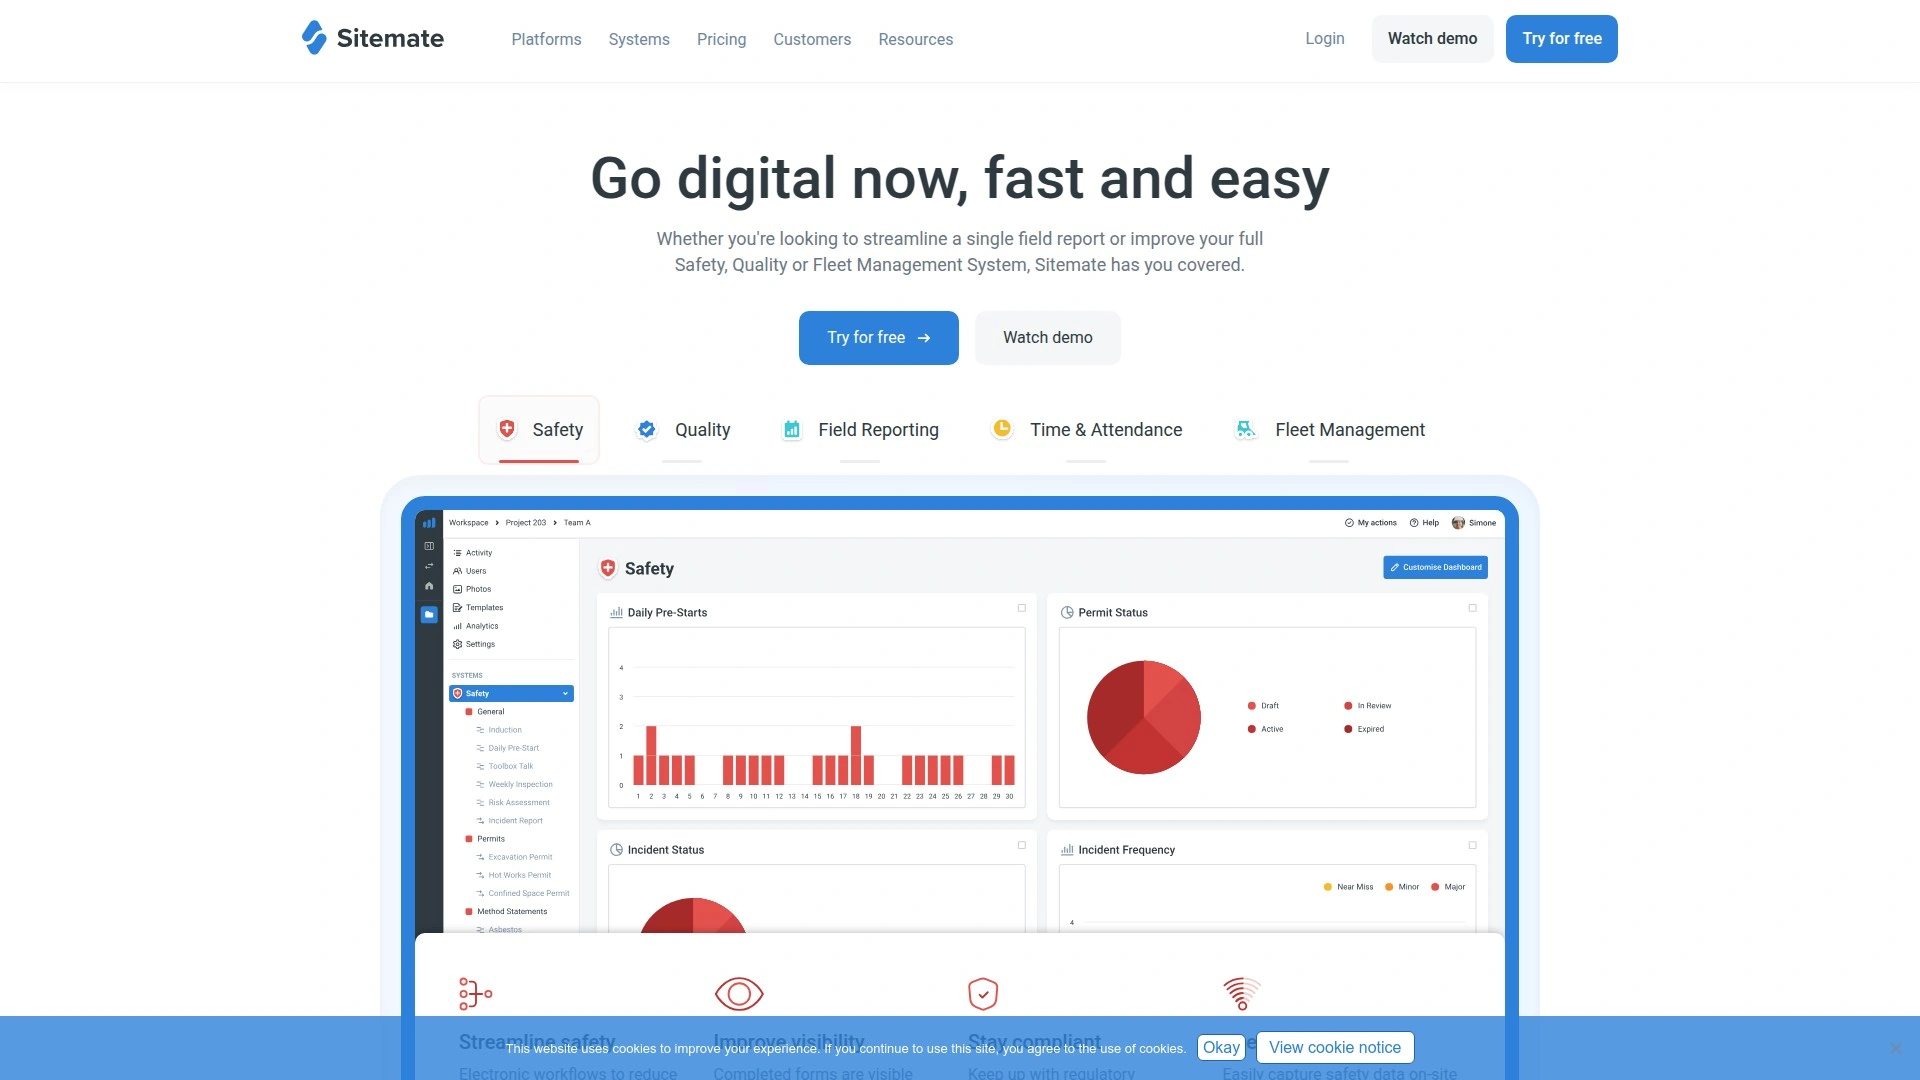 Sitemate
Platforms
Systems
Pricing
Customers
Resources
Login
Watch demo
Try for free
Go digital now, fast and easy
Whether you're looking to streamline a single field report or improve your full
Safety, Quality or Fleet Management System, Sitemate has you covered.
Try for free
Watch demo
Safety
Quality
Field Reporting
Time & Attendance
Fleet Management
Workspace
Project 203
Team A
My actions
Help
Simone
Activity
Users
Photos
Templates
Analytics
Settings
SYSTEMS
Safety
General
Induction
Daily Pre-Start
Toolbox Talk
Weekly Inspection
Risk Assessment
Incident Report
Permits
Excavation Permit
Hot Works Permit
Confined Space Permit
Method Statements
Asbestos
Safety
Customise Dashboard
Daily Pre-Starts
4
3
2
1
0
1 2 3 4 5 6 7 8 9 10 11 12 13 14 15 16 17 18 19 20 21 22 23 24 25 26 27 28 29 30
Permit Status
Draft
In Review
Active
Expired
Incident Status
Incident Frequency
Near Miss
Minor
Major
4
Streamline safety
Improve visibility
Stay compliant
Electronic workflows to reduce
Completed forms are visible
Keep up with regulatory
Easily capture safety data on-site
This website uses cookies to improve your experience. If you continue to use this site, you agree to the use of cookies.
Okay
View cookie notice